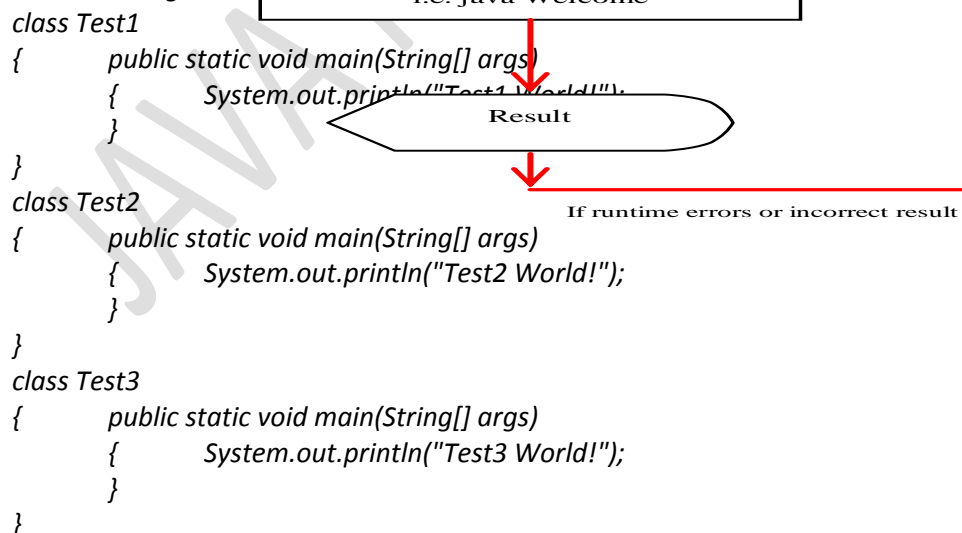 i.e. java Welcome
class Test1
{ public static void main(String[] args)
{ System.out.println("Test1 World!");
Result
}
}
class Test2
If runtime errors or incorrect result
{ public static void main(String[] args)
{ System.out.println("Test2 World!");
}
}
class Test3
{ public static void main(String[] args)
{ System.out.println("Test3 World!");
}
}
JAVA